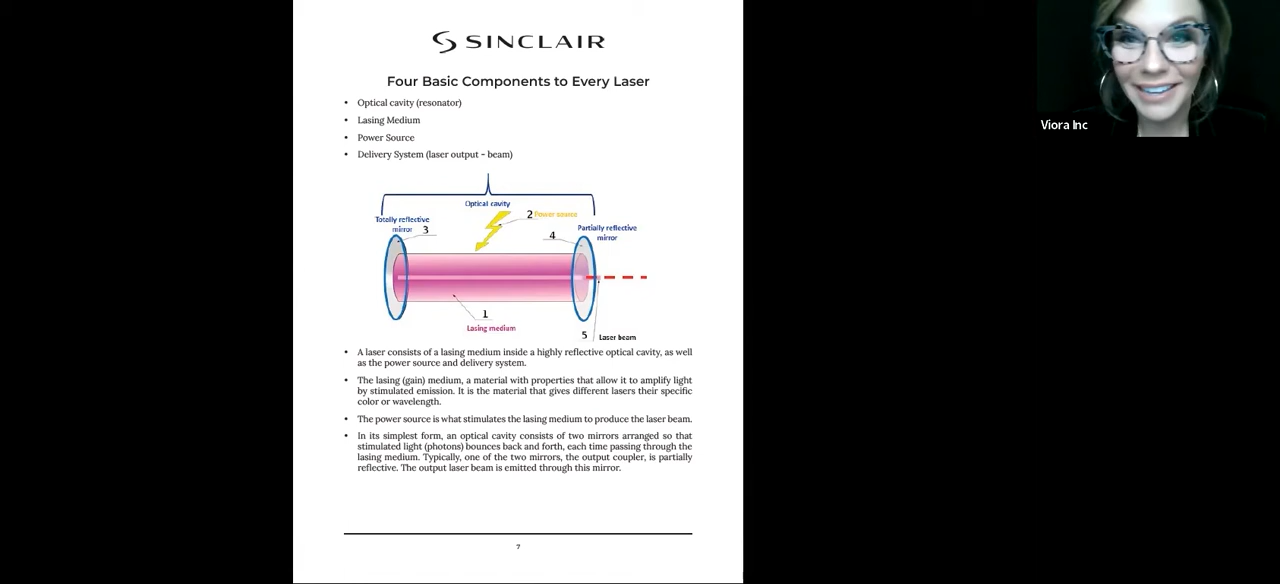 SINCLAIR
Four Basic Components to Every Laser
• Optical cavity (resonator)
• Lasing Medium
• Power Source
• Delivery System (laser output - beam)
Optical cavity
Totally reflective
mirror 3
2 Power source
4
Partially reflective
mirror
1
Lasing medium
5 Laser beam
• A laser consists of a lasing medium inside a highly reflective optical cavity, as well
as the power source and delivery system.
• The lasing (gain) medium, a material with properties that allow it to amplify light
by stimulated emission. It is the material that gives different lasers their specific
color or wavelength.
• The power source is what stimulates the lasing medium to produce the laser beam.
• In its simplest form, an optical cavity consists of two mirrors arranged so that
stimulated light (photons) bounces back and forth, each time passing through the
lasing medium. Typically, one of the two mirrors, the output coupler, is partially
reflective. The output laser beam is emitted through this mirror.
7
Viora Inc